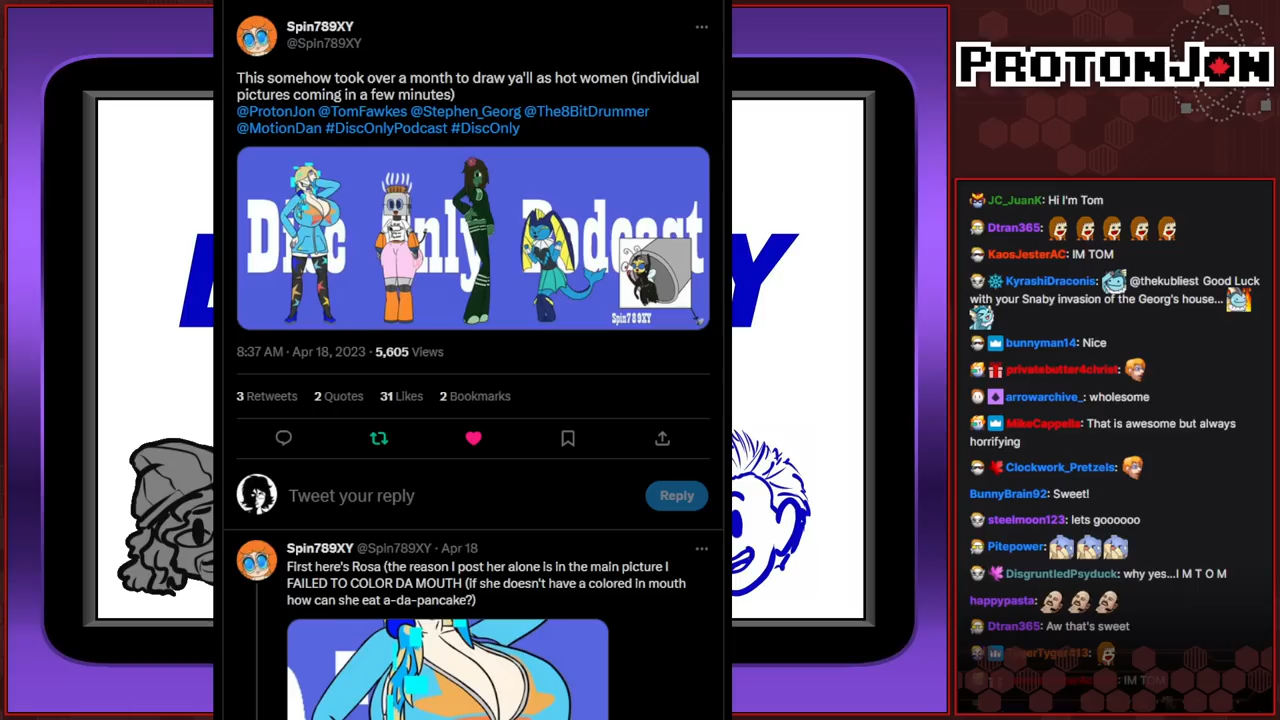 Spin789XY
@Spin789XY
This somehow took over a month to draw ya'll as hot women (individual
pictures coming in a few minutes)
@ProtonJon @TomFawkes @Stephen_Georg @The8BitDrummer
@MotionDan #DiscOnlyPodcast #DiscOnly
Disc Only Podcast
Spin789XY
8:37 AM · Apr 18, 2023 · 5,605 Views
3 Retweets 2 Quotes 31 Likes 2 Bookmarks
Tweet your reply
Reply
Spin789XY @Spin789XY · Apr 18
First here's Rosa (the reason I post her alone is in the main picture I
FAILED TO COLOR DA MOUTH (If she doesn't have a colored in mouth
how can she eat a-da-pancake?)
Y
PROTONJON
JC_JuanK: Hi I'm Tom
Dtran365:
KaosJesterAC: IM TOM
KyrashiDraconis: @thekubliest Good Luck
with your Snaby invasion of the Georg's house...
bunnyman14: Nice
privatebutter4christ:
arrowarchive_: wholesome
MikeCappella: That is awesome but always
horrifying
Clockwork_Pretzels:
BunnyBrain92: Sweet!
steelmoon123: lets goooooo
Pitepower:
DisgruntledPsyduck: why yes...I M T O M
happypasta:
Dtran365: Aw that's sweet
TygerTyger413:
IM TOM